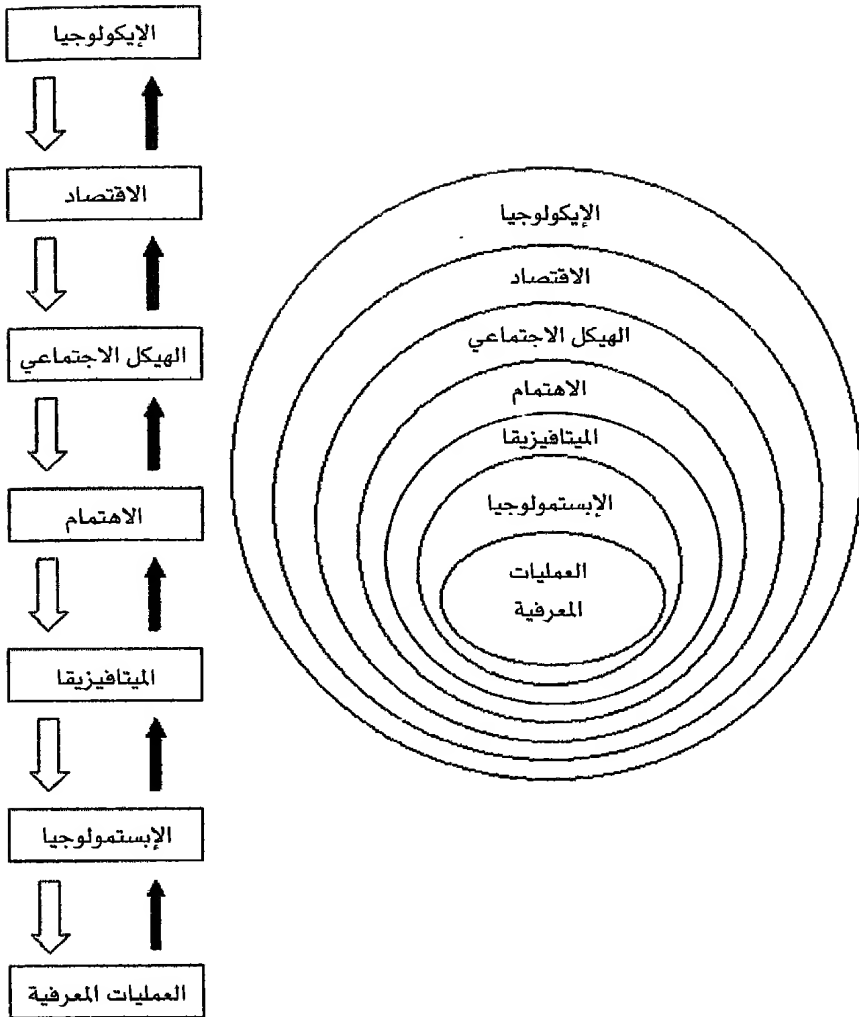 الإيكولوجيا
الاقتصاد
الهيكل الاجتماعي
الاهتمام
الميتافيزيقا
الإبستمولوجيا
العمليات المعرفية
الإيكولوجيا
الاقتصاد
الهيكل الاجتماعي
الاهتمام
الميتافيزيقا
الإبستمولوجيا
العمليات
المعرفية